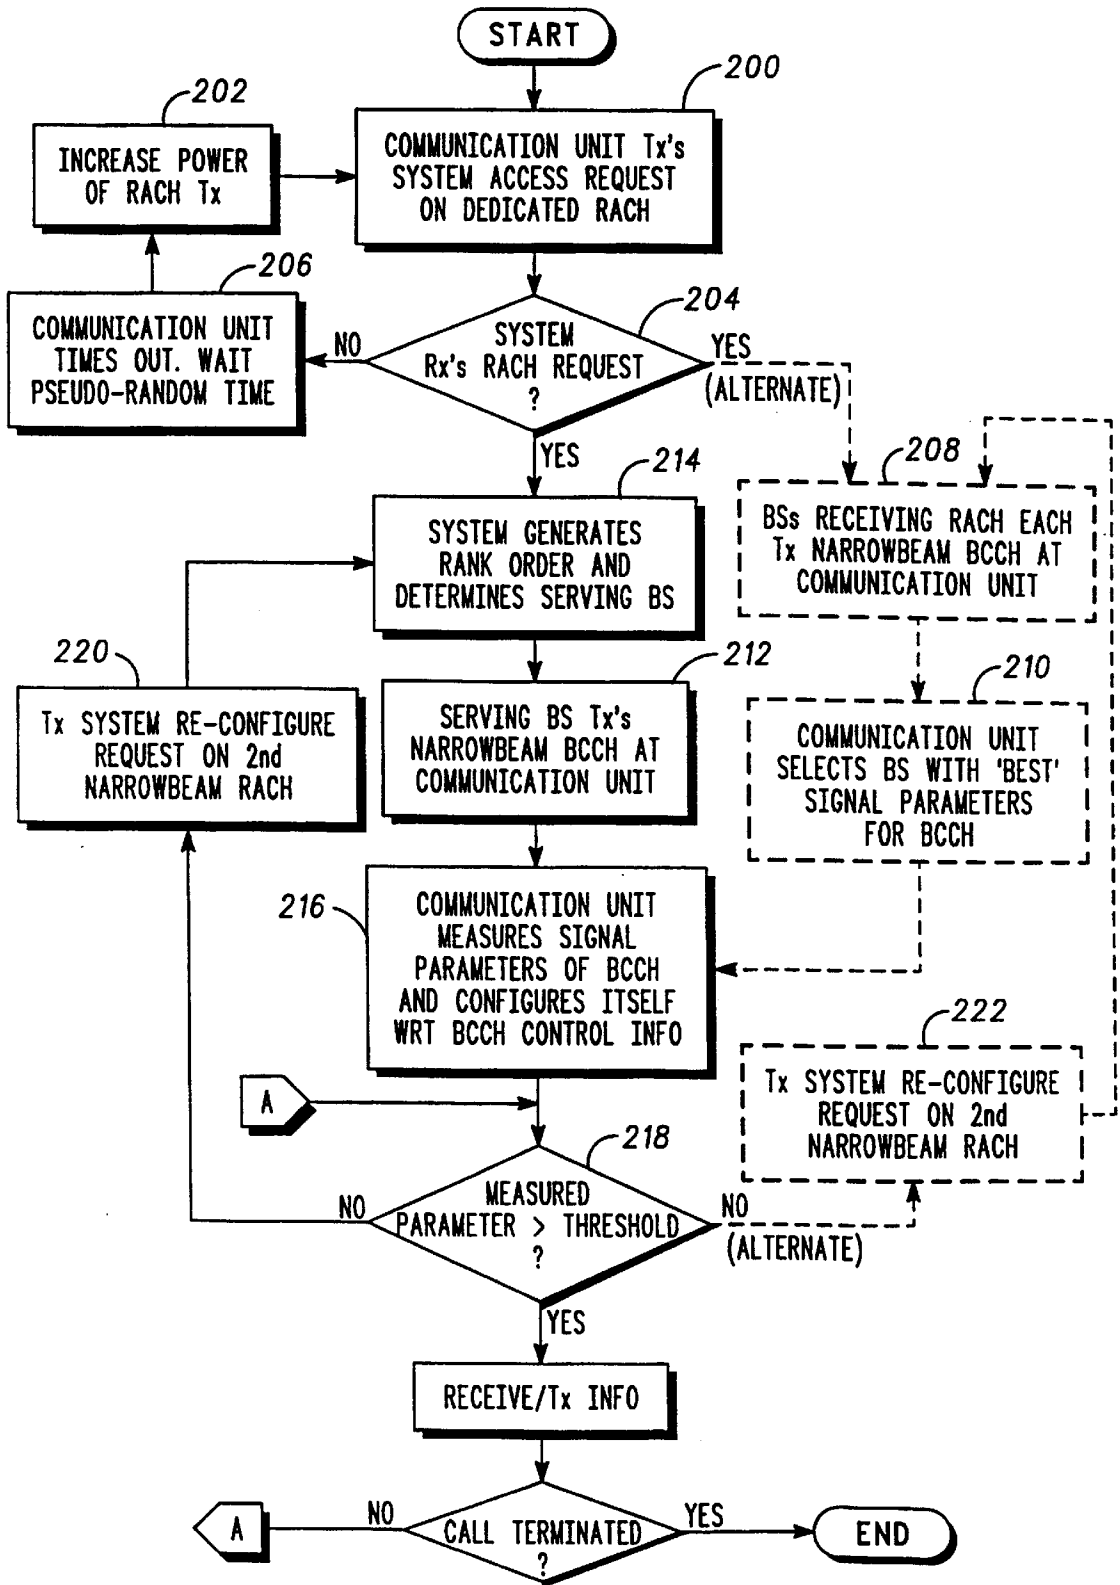 START
200
COMMUNICATION UNIT Tx's
SYSTEM ACCESS REQUEST
ON DEDICATED RACH
202
INCREASE POWER
OF RACH Tx
206
COMMUNICATION UNIT
TIMES OUT. WAIT
PSEUDO-RANDOM TIME
204
SYSTEM
Rx's RACH REQUEST
?
NO
YES
(ALTERNATE)
YES
208
BSs RECEIVING RACH EACH
Tx NARROWBEAM BCCH AT
COMMUNICATION UNIT
214
SYSTEM GENERATES
RANK ORDER AND
DETERMINES SERVING BS
220
Tx SYSTEM RE-CONFIGURE
REQUEST ON 2nd
NARROWBEAM RACH
212
SERVING BS Tx's
NARROWBEAM BCCH AT
COMMUNICATION UNIT
210
COMMUNICATION UNIT
SELECTS BS WITH 'BEST'
SIGNAL PARAMETERS
FOR BCCH
216
COMMUNICATION UNIT
MEASURES SIGNAL
PARAMETERS OF BCCH
AND CONFIGURES ITSELF
WRT BCCH CONTROL INFO
222
Tx SYSTEM RE-CONFIGURE
REQUEST ON 2nd
NARROWBEAM RACH
A
218
MEASURED
PARAMETER > THRESHOLD
?
NO
NO
(ALTERNATE)
YES
RECEIVE/Tx INFO
A
NO
CALL TERMINATED
?
YES
END